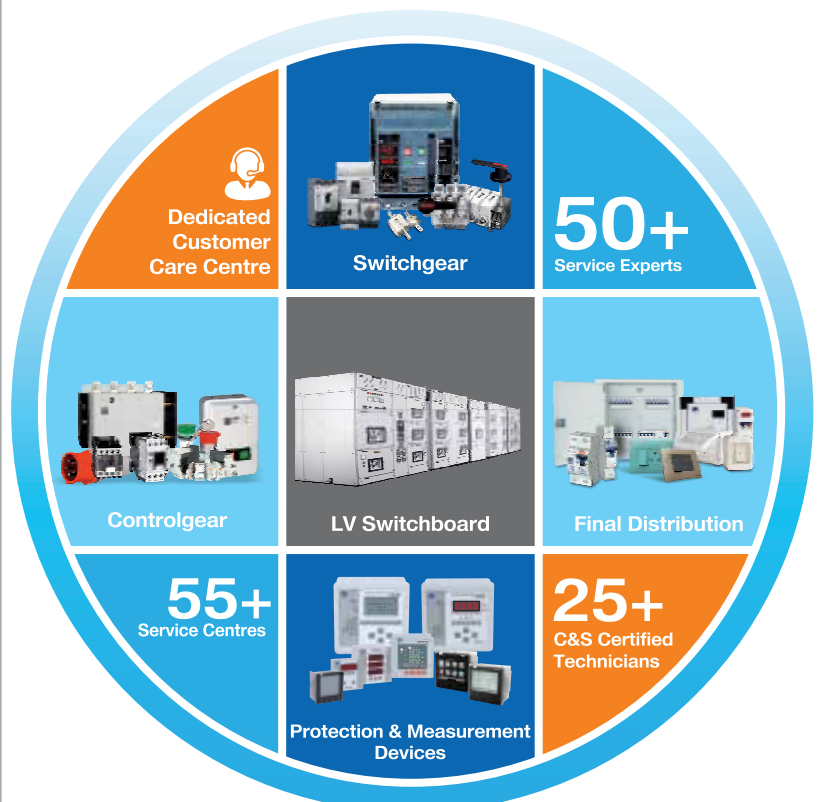 Dedicated
Customer
Care Centre
Switchgear
50+
Service Experts
Controlgear
LV Switchboard
Final Distribution
55+
Service Centres
Protection & Measurement
Devices
25+
C&S Certified
Technicians